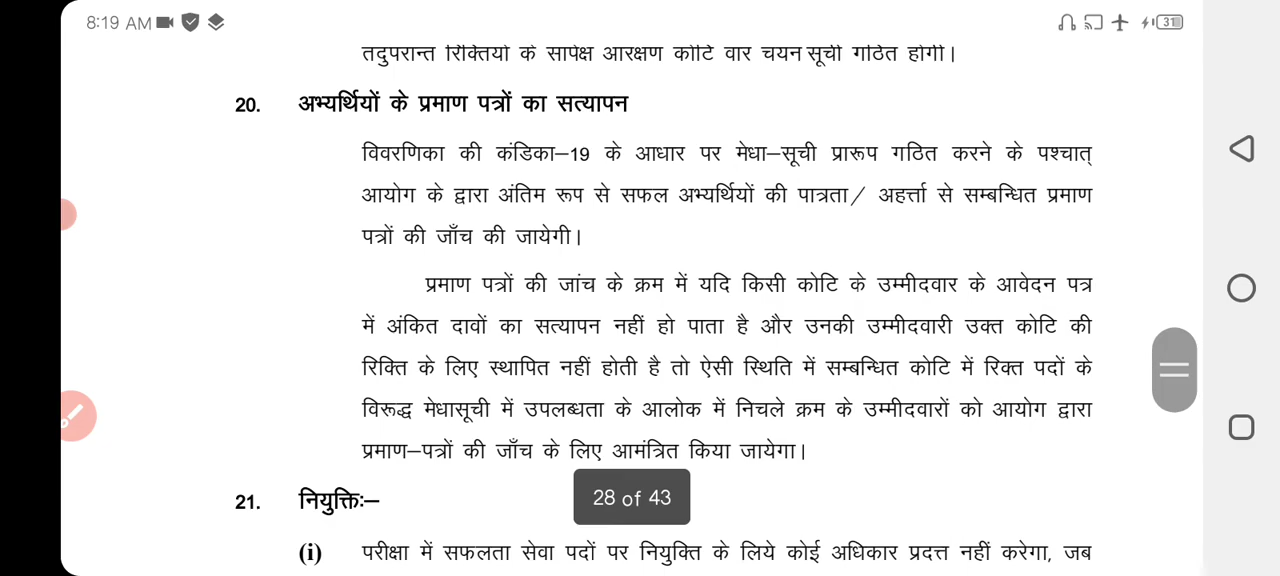 8:19 AM
31
तदुपरान्त रिक्तियों के सापेक्ष आरक्षण कोटि वार चयन सूची गठित होगी।
20. अभ्यर्थियों के प्रमाण पत्रों का सत्यापन
विवरणिका की कंडिका–19 के आधार पर मेधा–सूची प्रारूप गठित करने के पश्चात्
आयोग के द्वारा अंतिम रूप से सफल अभ्यर्थियों की पात्रता/ अहर्त्ता से सम्बन्धित प्रमाण
पत्रों की जाँच की जायेगी।
प्रमाण पत्रों की जांच के क्रम में यदि किसी कोटि के उम्मीदवार के आवेदन पत्र
में अंकित दावों का सत्यापन नहीं हो पाता है और उनकी उम्मीदवारी उक्त कोटि की
रिक्ति के लिए स्थापित नहीं होती है तो ऐसी स्थिति में सम्बन्धित कोटि में रिक्त पदों के
विरूद्ध मेधासूची में उपलब्धता के आलोक में निचले क्रम के उम्मीदवारों को आयोग द्वारा
प्रमाण–पत्रों की जाँच के लिए आमंत्रित किया जायेगा।
28 of 43
21. नियुक्तिः–
(i) परीक्षा में सफलता सेवा पदों पर नियुक्ति के लिये कोई अधिकार प्रदत्त नहीं करेगा, जब